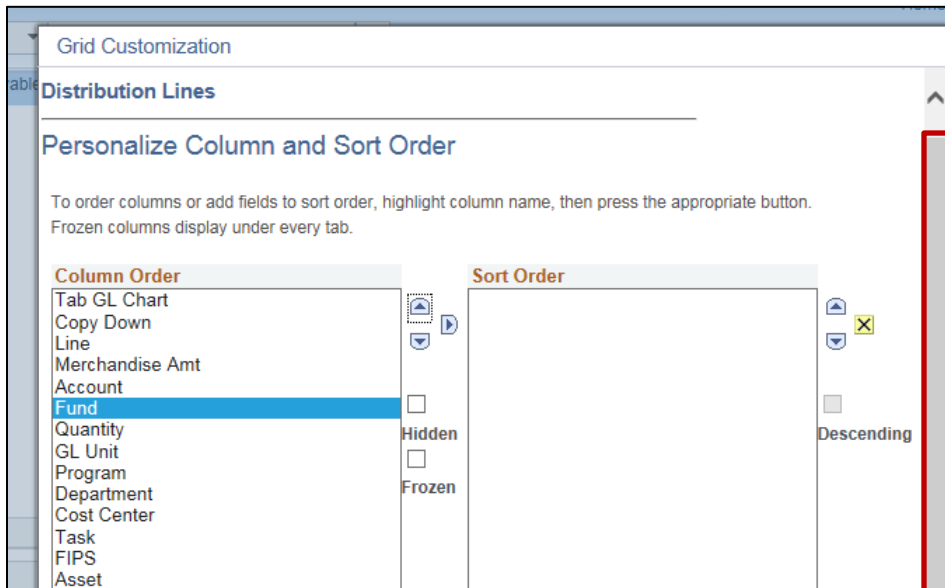 Grid Customization
able
Distribution Lines
Personalize Column and Sort Order
To order columns or add fields to sort order, highlight column name, then press the appropriate button.
Frozen columns display under every tab.
Column Order
Sort Order
Tab GL Chart
Copy Down
Line
Merchandise Amt
Account
Fund
Quantity
GL Unit
Program
Department
Cost Center
Task
FIPS
Asset
Hidden
Frozen
Descending